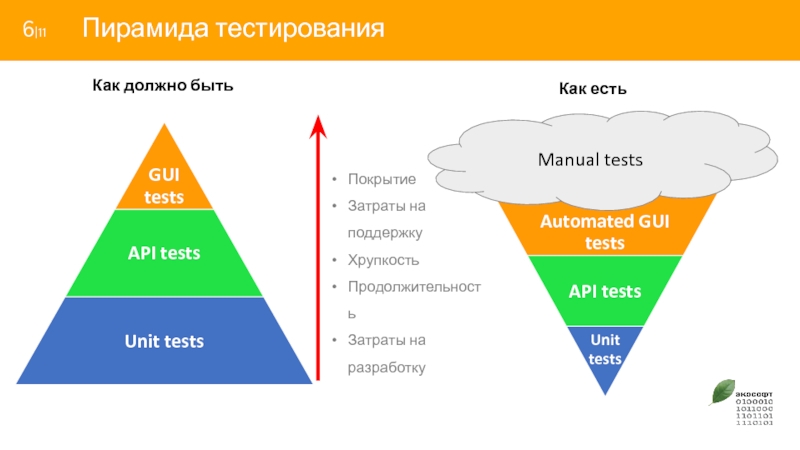 6|11
Пирамида тестирования
Как должно быть
GUI
tests
API tests
Unit tests
• Покрытие
• Затраты на
поддержку
• Хрупкость
• Продолжительност
ь
• Затраты на
разработку
Как есть
Manual tests
Automated GUI
tests
API tests
Unit
tests
экософт
0100010
1011000
1101101
1110101